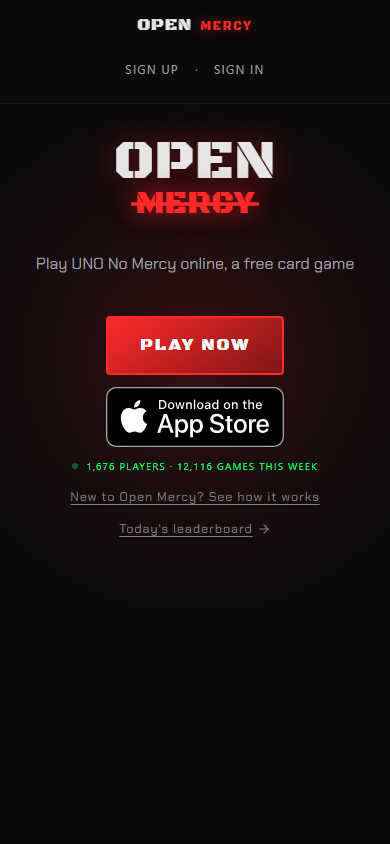 OPEN MERCY
SIGN UP · SIGN IN
OPEN
MERCY
Play UNO No Mercy online, a free card game
PLAY NOW
Download on the
App Store
1,676 PLAYERS · 12,116 GAMES THIS WEEK
New to Open Mercy? See how it works
Today's leaderboard →